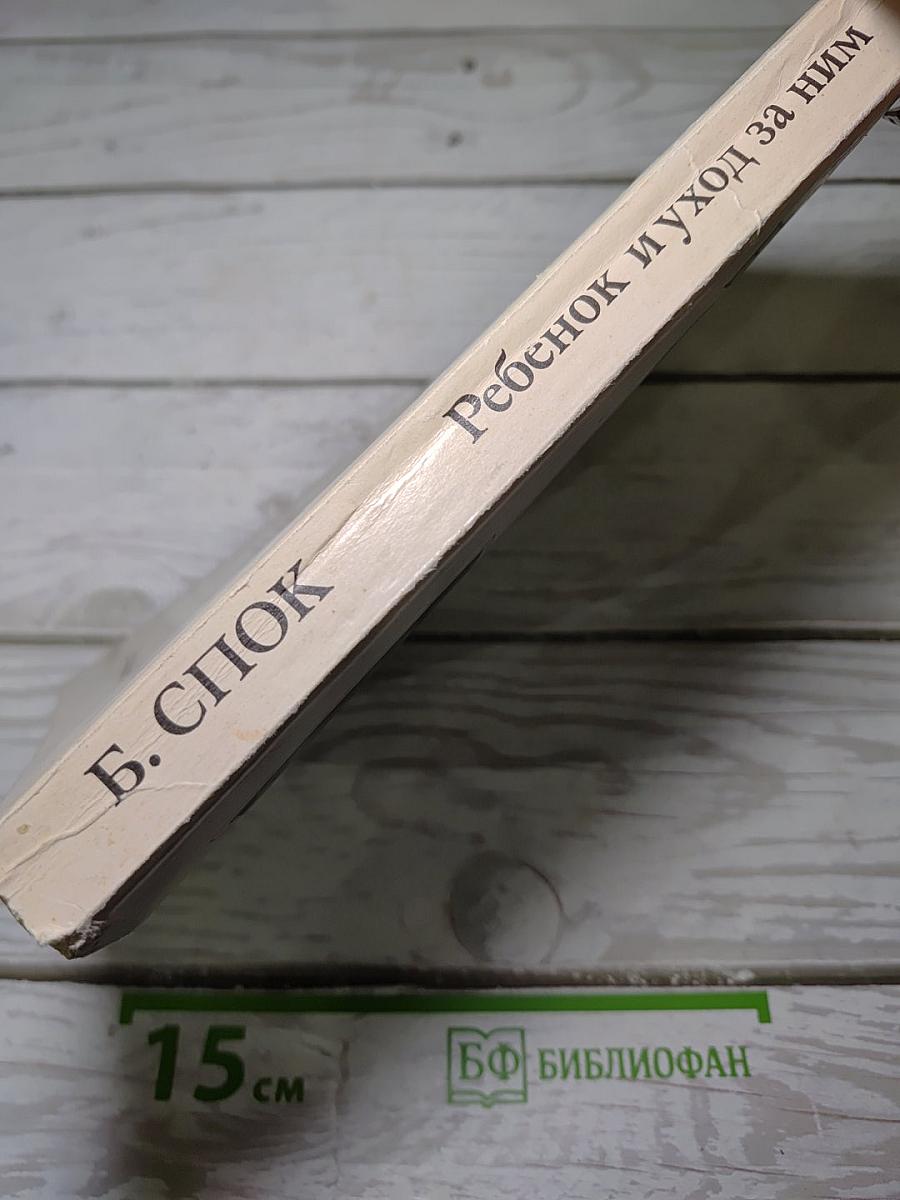 Б. СПОК
Ребенок и уход за ним
15 см
БФ БИБЛИОФАН